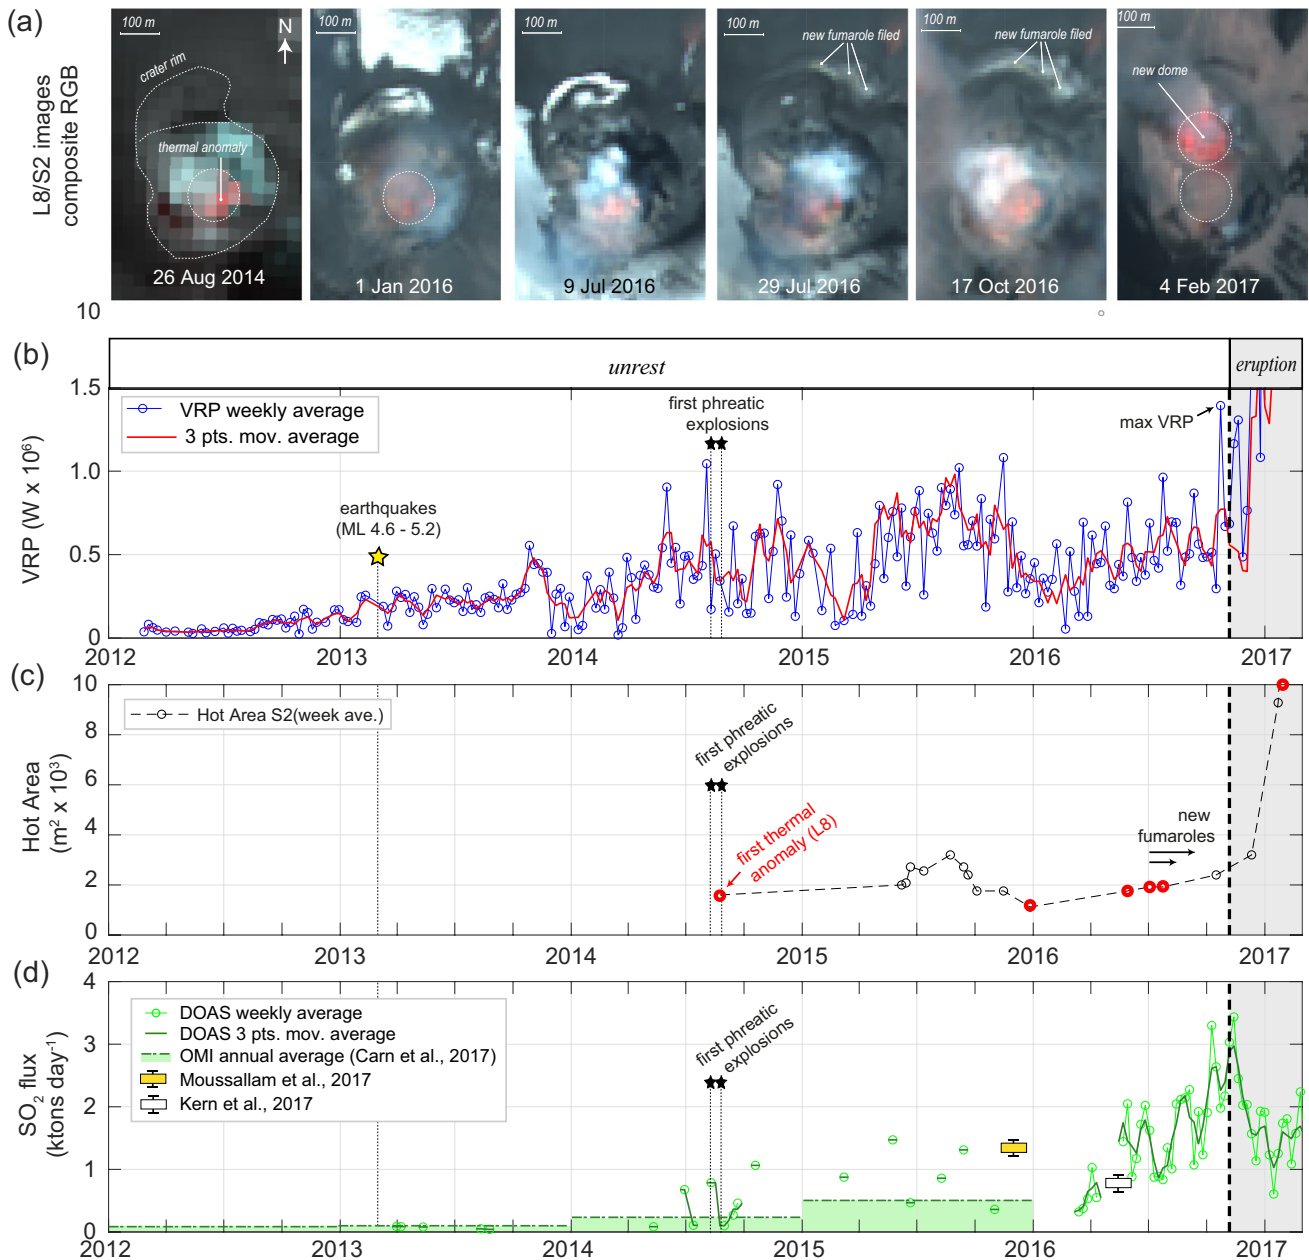 (a)
L8/S2 images
composite RGB
100 m
N
crater rim
thermal anomaly
26 Aug 2014
100 m
1 Jan 2016
100 m
9 Jul 2016
100 m
new fumarole filed
29 Jul 2016
100 m
new fumarole filed
17 Oct 2016
100 m
new dome
4 Feb 2017
10
(b)
unrest
eruption
VRP (W x 10⁶)
1.5
1.0
0.5
0
VRP weekly average
3 pts. mov. average
earthquakes
(ML 4.6 - 5.2)
first phreatic
explosions
max VRP
2012
2013
2014
2015
2016
2017
(c)
Hot Area
(m² x 10³)
10
8
6
4
2
0
Hot Area S2(week ave.)
first phreatic
explosions
first thermal
anomaly (L8)
new
fumaroles
2012
2013
2014
2015
2016
2017
(d)
SO₂ flux
(ktons day⁻¹)
4
3
2
1
0
DOAS weekly average
DOAS 3 pts. mov. average
OMI annual average (Carn et al., 2017)
Moussallam et al., 2017
Kern et al., 2017
first phreatic
explosions
2012
2013
2014
2015
2016
2017